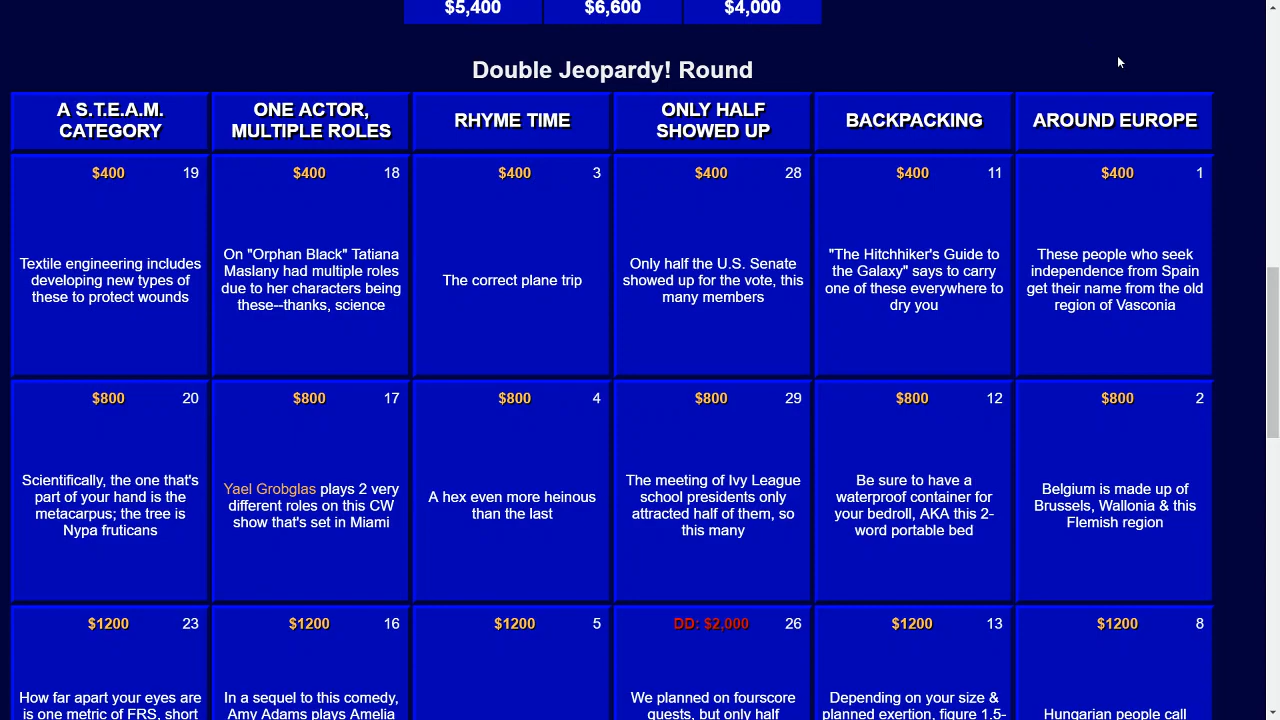 $5,400 $6,600 $4,000
Double Jeopardy! Round
A S.T.E.A.M.
CATEGORY
ONE ACTOR,
MULTIPLE ROLES
RHYME TIME
ONLY HALF
SHOWED UP
BACKPACKING
AROUND EUROPE
$400 19
Textile engineering includes
developing new types of
these to protect wounds
$400 18
On "Orphan Black" Tatiana
Maslany had multiple roles
due to her characters being
these--thanks, science
$400 3
The correct plane trip
$400 28
Only half the U.S. Senate
showed up for the vote, this
many members
$400 11
"The Hitchhiker's Guide to
the Galaxy" says to carry
one of these everywhere to
dry you
$400 1
These people who seek
independence from Spain
get their name from the old
region of Vasconia
$800 20
Scientifically, the one that's
part of your hand is the
metacarpus; the tree is
Nypa fruticans
$800 17
Yael Grobglas plays 2 very
different roles on this CW
show that's set in Miami
$800 4
A hex even more heinous
than the last
$800 29
The meeting of Ivy League
school presidents only
attracted half of them, so
this many
$800 12
Be sure to have a
waterproof container for
your bedroll, AKA this 2-
word portable bed
$800 2
Belgium is made up of
Brussels, Wallonia & this
Flemish region
$1200 23
How far apart your eyes are
is one metric of FRS, short
$1200 16
In a sequel to this comedy,
Amy Adams plays Amelia
$1200 5
DD: $2,000 26
We planned on fourscore
guests, but only half
$1200 13
Depending on your size &
planned exertion, figure 1.5-
$1200 8
Hungarian people call